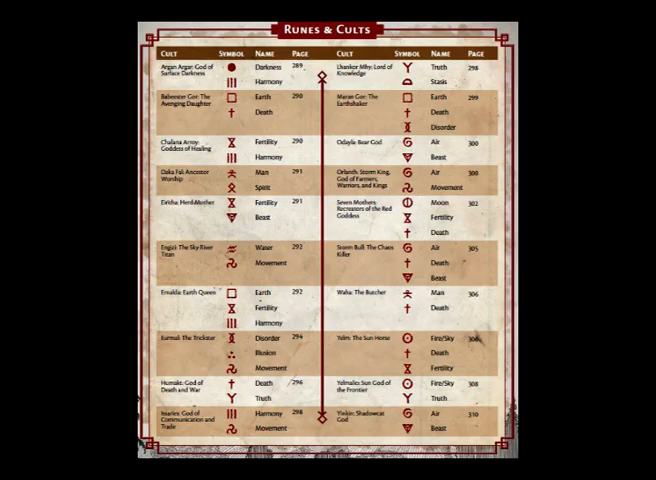 RUNES & CULTS
CULT SYMBOL NAME PAGE
Argan Argar: God of Darkness 289
Surface Darkness Harmony
Babeester Gor: The Earth 290
Avenging Daughter Death
Chalana Arroy: Fertility 290
Goddess of Healing Harmony
Daka Fal: Ancestor Man 291
Worship Spirit
Eiritha: Herd Mother Fertility 291
Beast
Engizi: The Sky River Water 292
Titan Movement
Ernalda: Earth Queen Earth 292
Fertility
Harmony
Eurmal: The Trickster Disorder 294
Illusion
Movement
Humakt: God of Death 296
Death and War Truth
Issaries: God of Harmony 298
Communication and Movement
Trade
CULT SYMBOL NAME PAGE
Lhankor Mhy: Lord of Truth 298
Knowledge Stasis
Maran Gor: The Earth 299
Earthshaker Death
Disorder
Odayla: Bear God Air 300
Beast
Orlanth: Storm King, Air 300
God of Farmers, Movement
Warriors, and Kings
Seven Mothers: Moon 302
Recreators of the Red Fertility
Goddess Death
Storm Bull: The Chaos Air 305
Killer Death
Beast
Waha: The Butcher Man 306
Death
Yelm: The Sun Horse Fire/Sky 306
Death
Fertility
Yelmalio: Sun God of Fire/Sky 308
the Frontier Truth
Yinkin: Shadowcat Air 310
God Beast